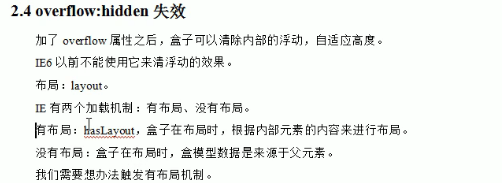 2.4 overflow:hidden 失效
加了 overflow 属性之后，盒子可以清除内部的浮动，自适应高度。
IE6 以前不能使用它来清浮动的效果。
布局：layout。
IE 有两个加载机制：有布局、没有布局。
有布局：hasLayout，盒子在布局时，根据内部元素的内容来进行布局。
没有布局：盒子在布局时，盒模型数据是来源于父元素。
我们需要想办法触发有布局机制。